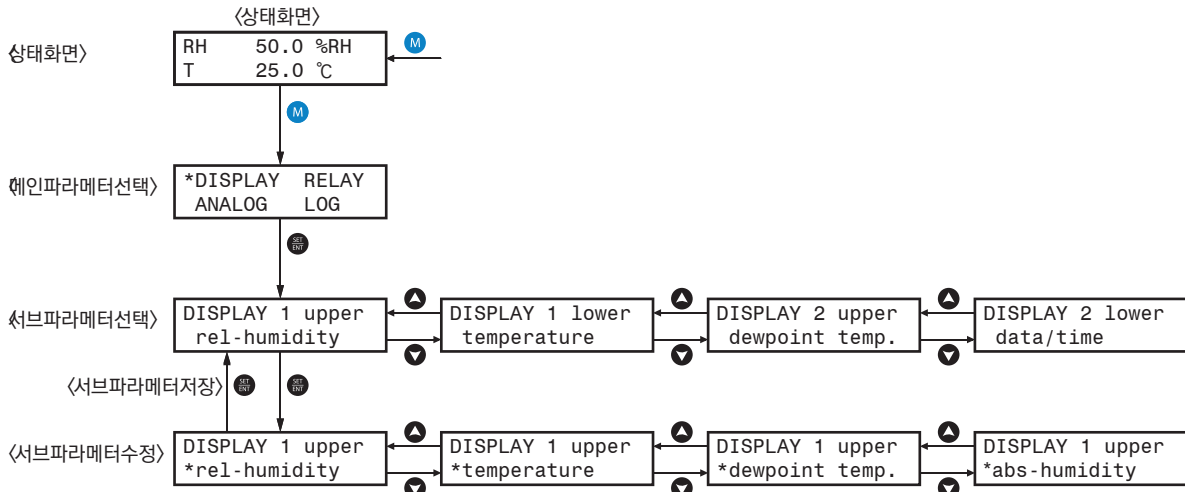 〈상태화면〉
〈상태화면〉
RH 50.0 %RH
T 25.0 ℃
M
M
〈메인파라메터선택〉
*DISPLAY RELAY
ANALOG LOG
SET ENT
〈서브파라메터선택〉
DISPLAY 1 upper
rel-humidity
DISPLAY 1 lower
temperature
DISPLAY 2 upper
dewpoint temp.
DISPLAY 2 lower
data/time
〈서브파라메터저장〉
SET ENT
SET ENT
〈서브파라메터수정〉
DISPLAY 1 upper
*rel-humidity
DISPLAY 1 upper
*temperature
DISPLAY 1 upper
*dewpoint temp.
DISPLAY 1 upper
*abs-humidity